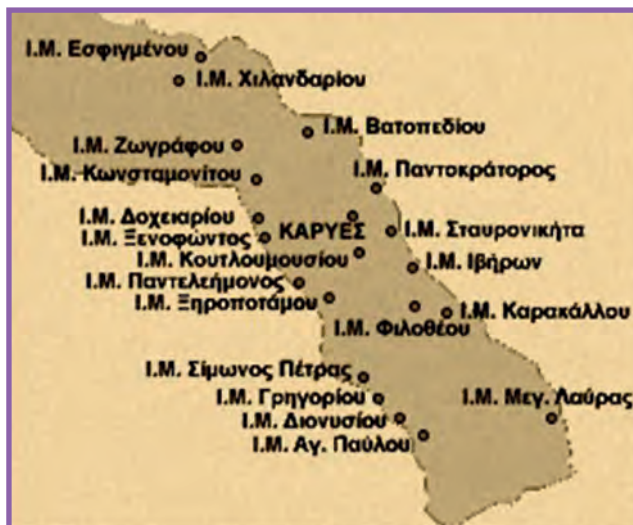 Ι.Μ. Εσφιγμένου
Ι.Μ. Χιλανδαρίου
Ι.Μ. Βατοπεδίου
Ι.Μ. Ζωγράφου
Ι.Μ. Παντοκράτορος
Ι.Μ. Κωνσταμονίτου
Ι.Μ. Δοχειαρίου
ΚΑΡΥΕΣ
Ι.Μ. Σταυρονικήτα
Ι.Μ. Ξενοφώντος
Ι.Μ. Κουτλουμουσίου
Ι.Μ. Ιβήρων
Ι.Μ. Παντελεήμονος
Ι.Μ. Ξηροποτάμου
Ι.Μ. Καρακάλλου
Ι.Μ. Φιλοθέου
Ι.Μ. Σίμωνος Πέτρας
Ι.Μ. Γρηγορίου
Ι.Μ. Μεγ. Λαύρας
Ι.Μ. Διονυσίου
Ι.Μ. Αγ. Παύλου